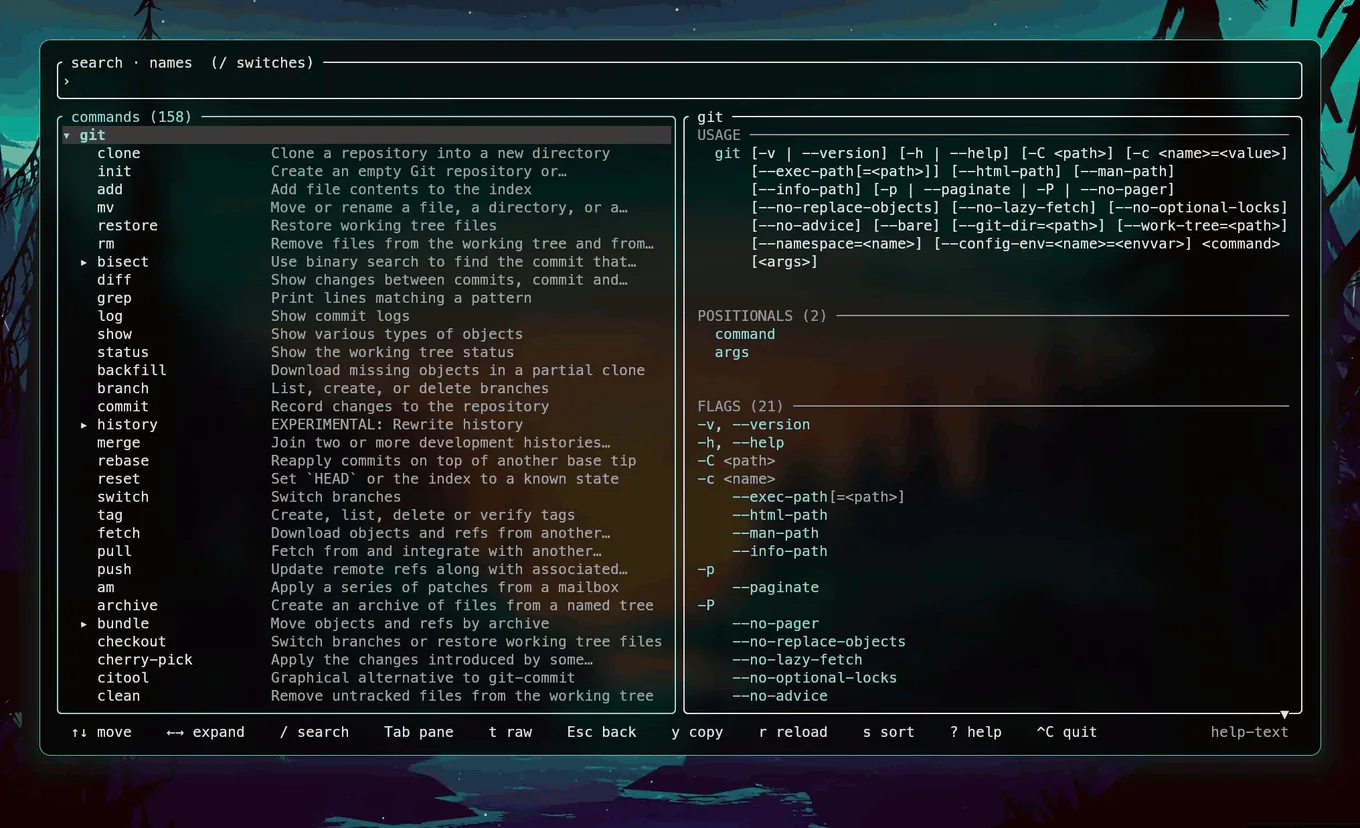 search · names (/ switches)
›
commands (158)
▾ git
clone Clone a repository into a new directory
init Create an empty Git repository or…
add Add file contents to the index
mv Move or rename a file, a directory, or a…
restore Restore working tree files
rm Remove files from the working tree and from…
▸ bisect Use binary search to find the commit that…
diff Show changes between commits, commit and…
grep Print lines matching a pattern
log Show commit logs
show Show various types of objects
status Show the working tree status
backfill Download missing objects in a partial clone
branch List, create, or delete branches
commit Record changes to the repository
▸ history EXPERIMENTAL: Rewrite history
merge Join two or more development histories…
rebase Reapply commits on top of another base tip
reset Set `HEAD` or the index to a known state
switch Switch branches
tag Create, list, delete or verify tags
fetch Download objects and refs from another…
pull Fetch from and integrate with another…
push Update remote refs along with associated…
am Apply a series of patches from a mailbox
archive Create an archive of files from a named tree
▸ bundle Move objects and refs by archive
checkout Switch branches or restore working tree files
cherry-pick Apply the changes introduced by some…
citool Graphical alternative to git-commit
clean Remove untracked files from the working tree
git
USAGE
git [-v | --version] [-h | --help] [-C <path>] [-c <name>=<value>]
[--exec-path[=<path>]] [--html-path] [--man-path]
[--info-path] [-p | --paginate | -P | --no-pager]
[--no-replace-objects] [--no-lazy-fetch] [--no-optional-locks]
[--no-advice] [--bare] [--git-dir=<path>] [--work-tree=<path>]
[--namespace=<name>] [--config-env=<name>=<envvar>] <command>
[<args>]
POSITIONALS (2)
command
args
FLAGS (21)
-v, --version
-h, --help
-C <path>
-c <name>
--exec-path[=<path>]
--html-path
--man-path
--info-path
-p
--paginate
-P
--no-pager
--no-replace-objects
--no-lazy-fetch
--no-optional-locks
--no-advice
↑↓ move ←→ expand / search Tab pane t raw Esc back y copy r reload s sort ? help ^C quit help-text